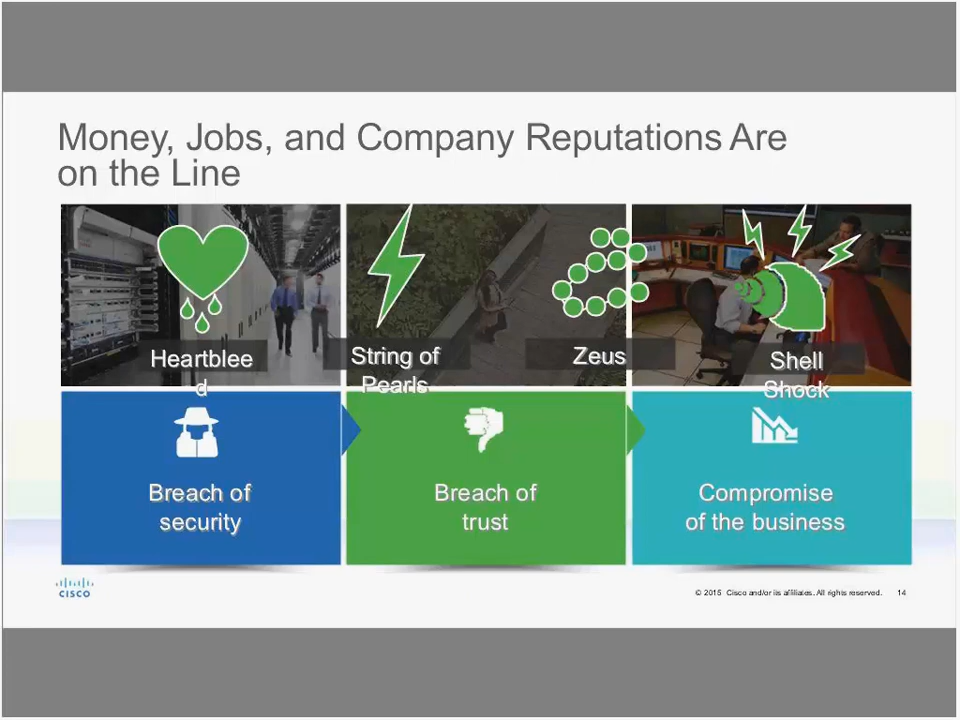 Money, Jobs, and Company Reputations Are
on the Line
Heartblee
d
String of
Pearls
Zeus
Shell
Shock
Breach of
security
Breach of
trust
Compromise
of the business
CISCO
© 2015 Cisco and/or its affiliates. All rights reserved. 14